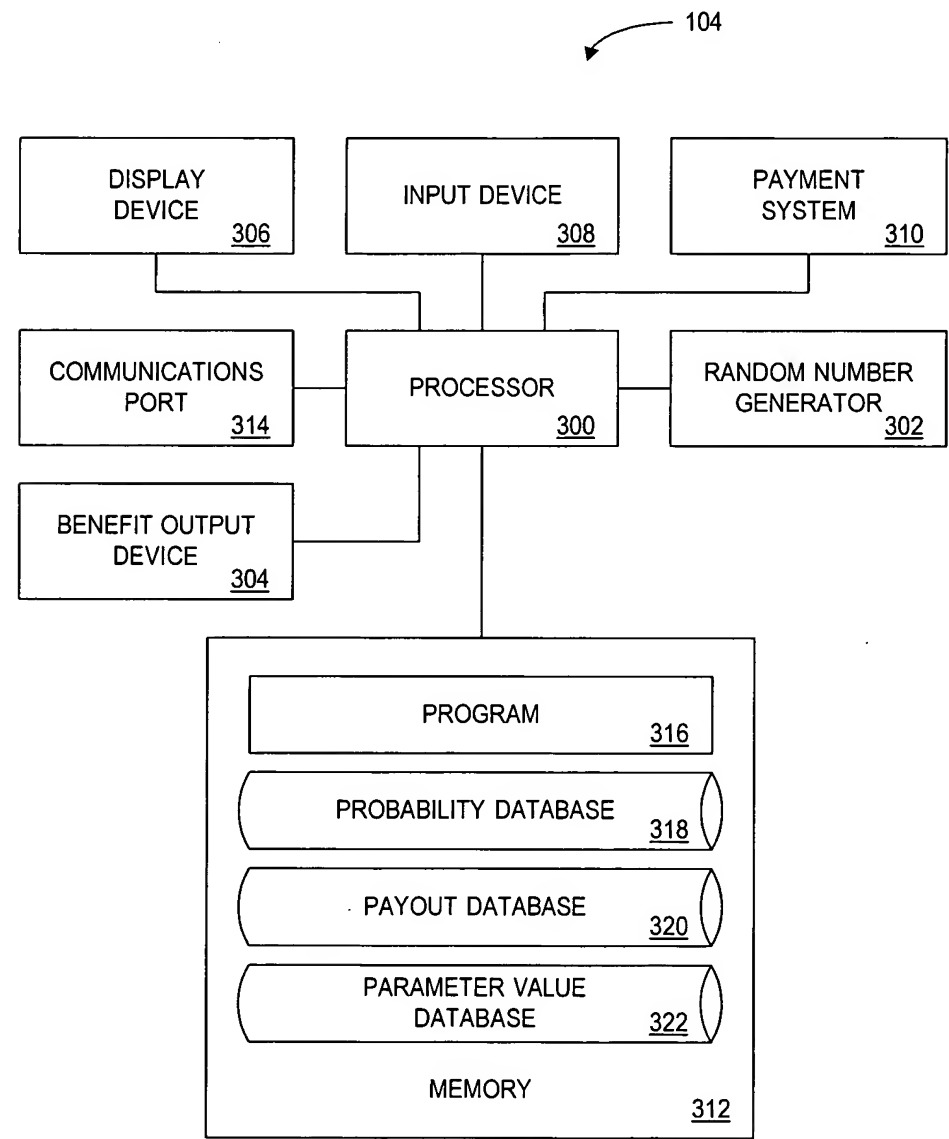 104
DISPLAY
DEVICE
306
INPUT DEVICE
308
PAYMENT
SYSTEM
310
COMMUNICATIONS
PORT
314
PROCESSOR
300
RANDOM NUMBER
GENERATOR
302
BENEFIT OUTPUT
DEVICE
304
PROGRAM
316
PROBABILITY DATABASE
318
PAYOUT DATABASE
320
PARAMETER VALUE
DATABASE
322
MEMORY
312